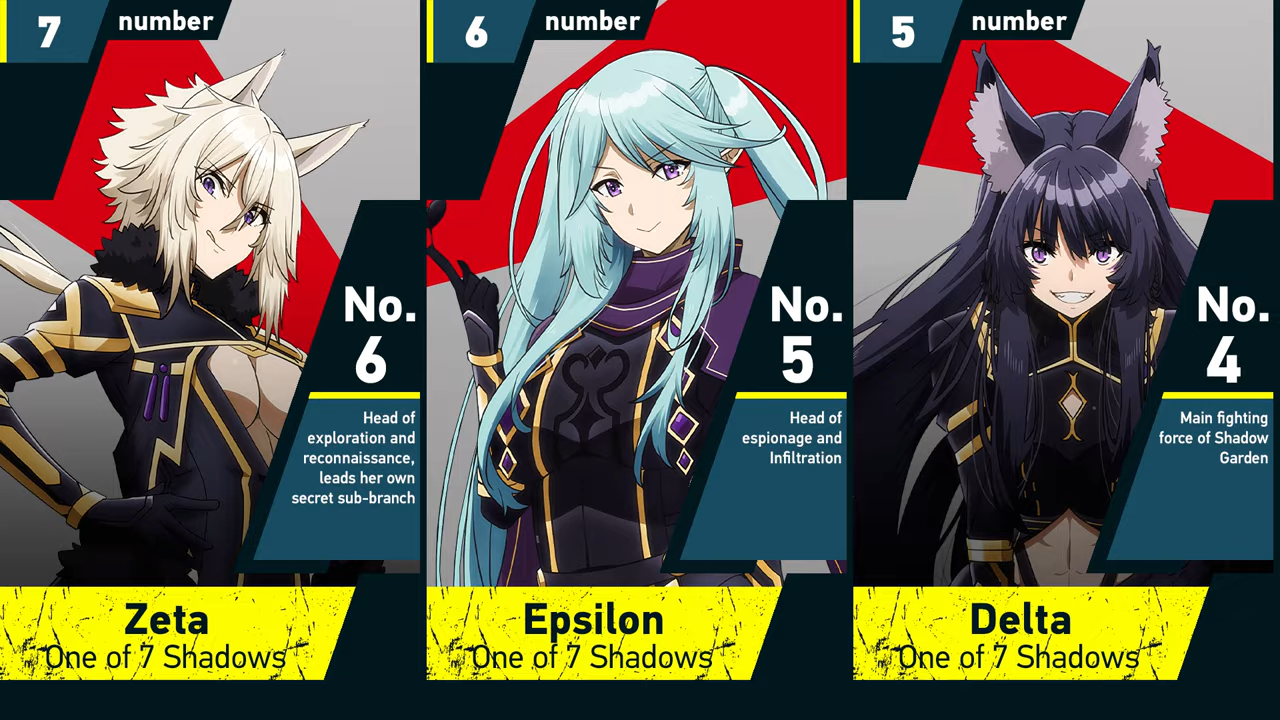 7 number
No.
6
Head of
exploration and
reconnaissance,
leads her own
secret sub-branch
Zeta
One of 7 Shadows
6 number
No.
5
Head of
espionage and
Infiltration
Epsilon
One of 7 Shadows
5 number
No.
4
Main fighting
force of Shadow
Garden
Delta
One of 7 Shadows